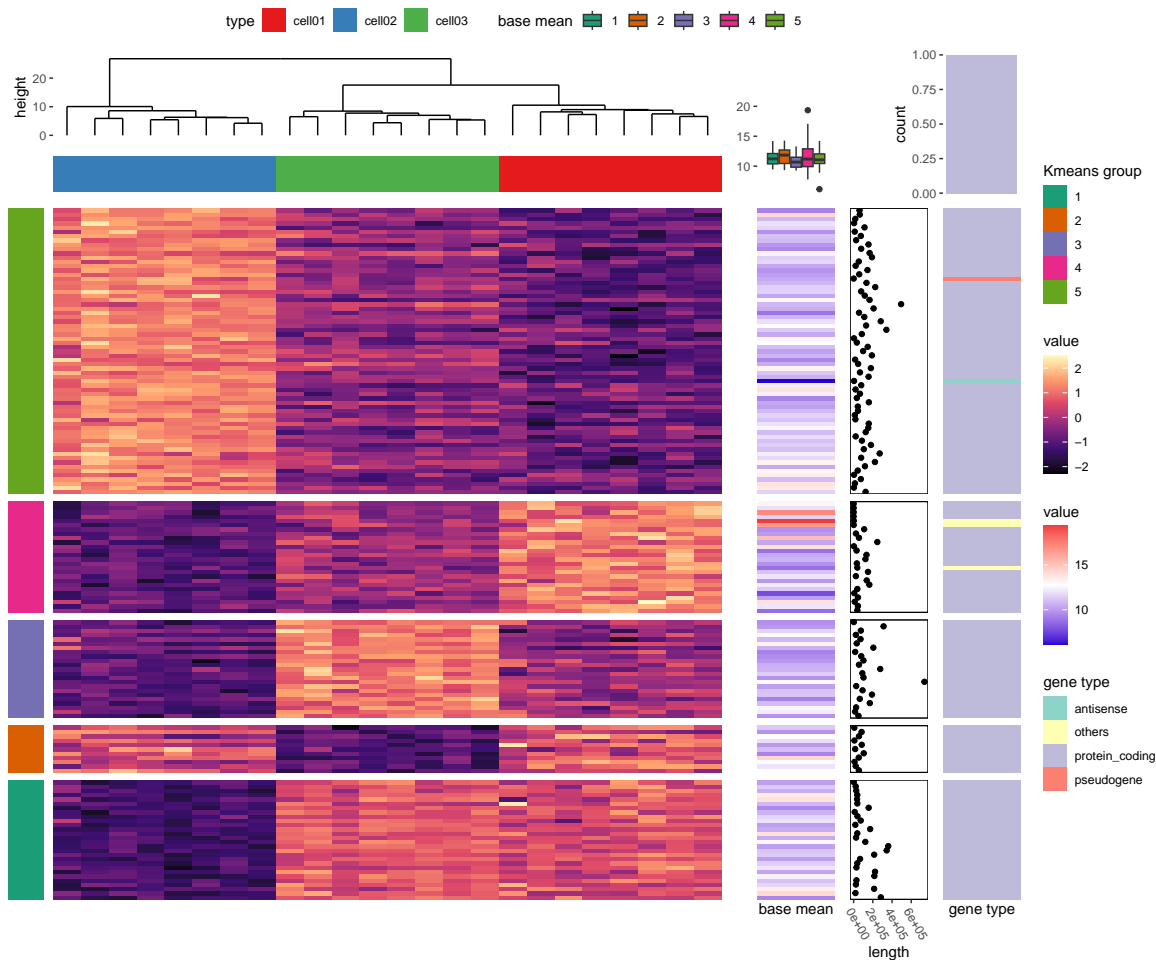 type cell01 cell02 cell03 base mean 1 2 3 4 5
height
20
10
0
20
15
10
count
1.00
0.75
0.50
0.25
0.00
Kmeans group
1
2
3
4
5
value
2
1
0
−1
−2
value
15
10
gene type
antisense
others
protein_coding
pseudogene
base mean
0e+00
2e+05
4e+05
6e+05
length
gene type